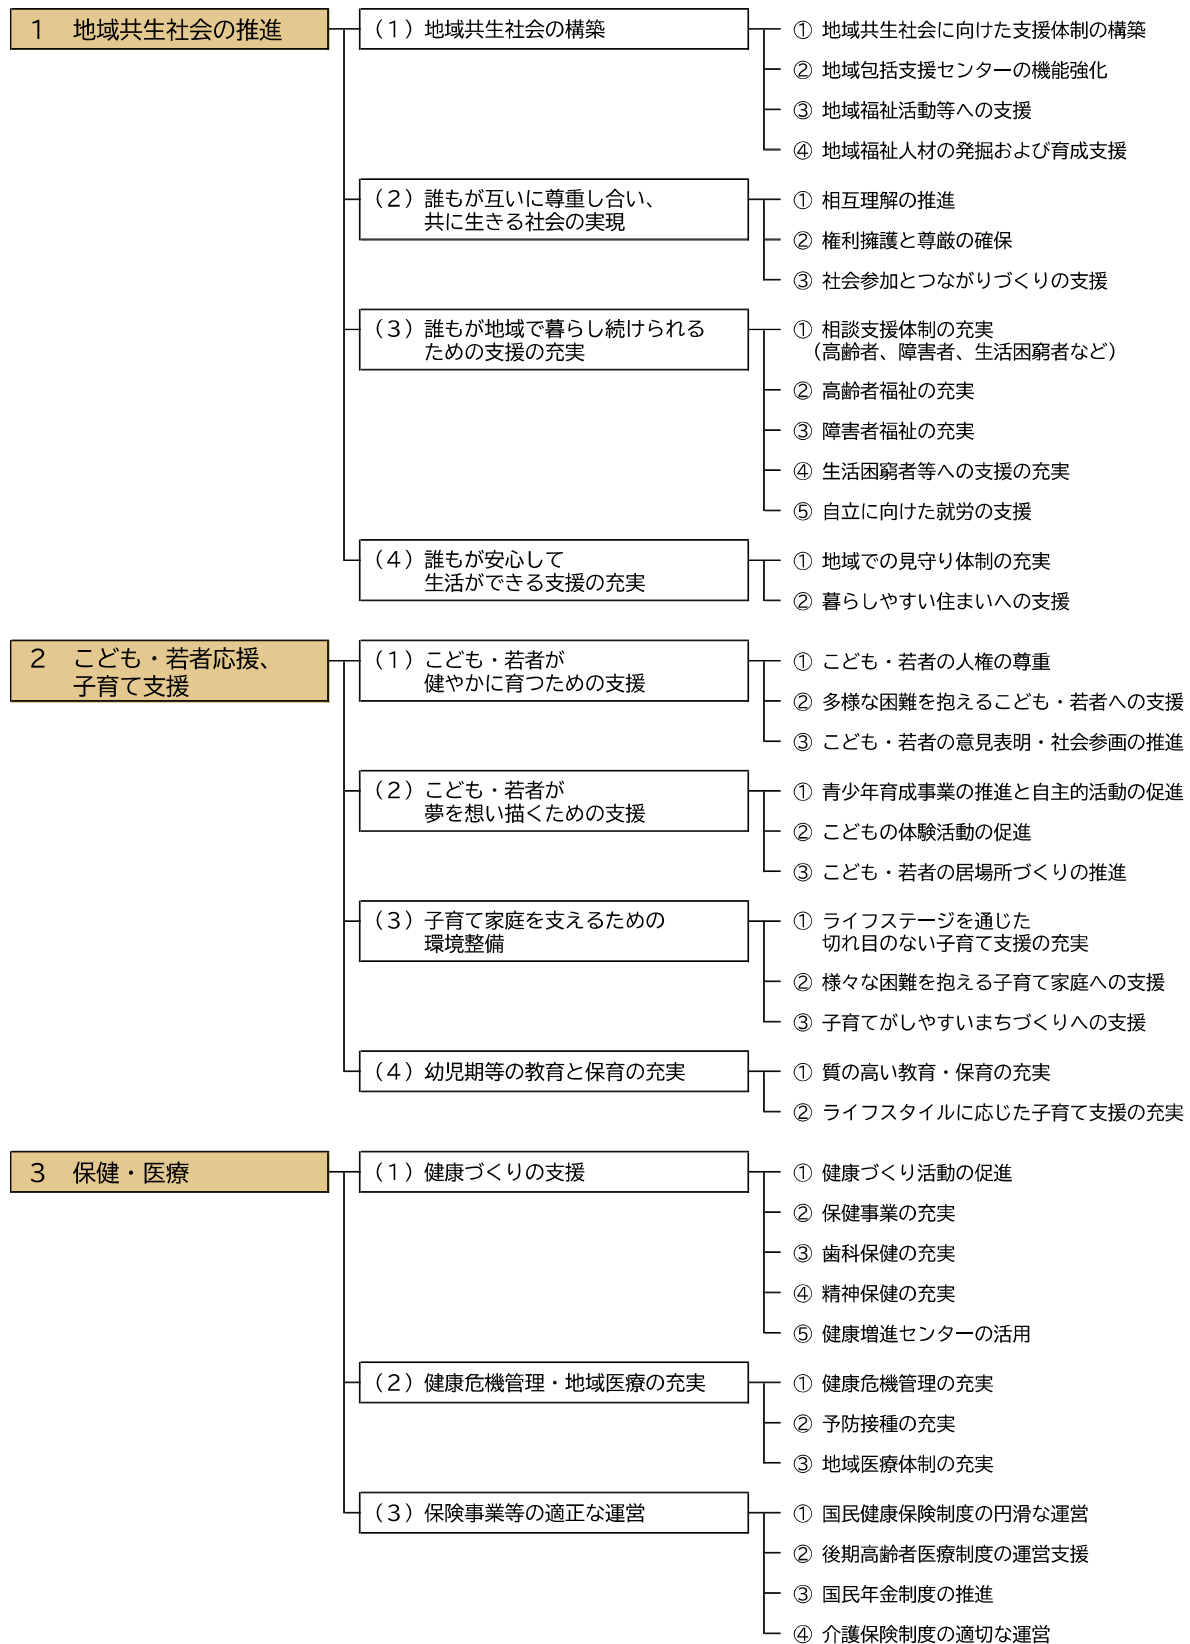 1 地域共生社会の推進
（1）地域共生社会の構築
① 地域共生社会に向けた支援体制の構築
② 地域包括支援センターの機能強化
③ 地域福祉活動等への支援
④ 地域福祉人材の発掘および育成支援
（2）誰もが互いに尊重し合い、
共に生きる社会の実現
① 相互理解の推進
② 権利擁護と尊厳の確保
③ 社会参加とつながりづくりの支援
（3）誰もが地域で暮らし続けられる
ための支援の充実
① 相談支援体制の充実
（高齢者、障害者、生活困窮者など）
② 高齢者福祉の充実
③ 障害者福祉の充実
④ 生活困窮者等への支援の充実
⑤ 自立に向けた就労の支援
（4）誰もが安心して
生活ができる支援の充実
① 地域での見守り体制の充実
② 暮らしやすい住まいへの支援
2 こども・若者応援、
子育て支援
（1）こども・若者が
健やかに育つための支援
① こども・若者の人権の尊重
② 多様な困難を抱えるこども・若者への支援
③ こども・若者の意見表明・社会参画の推進
（2）こども・若者が
夢を想い描くための支援
① 青少年育成事業の推進と自主的活動の促進
② こどもの体験活動の促進
③ こども・若者の居場所づくりの推進
（3）子育て家庭を支えるための
環境整備
① ライフステージを通じた
切れ目のない子育て支援の充実
② 様々な困難を抱える子育て家庭への支援
③ 子育てがしやすいまちづくりへの支援
（4）幼児期等の教育と保育の充実
① 質の高い教育・保育の充実
② ライフスタイルに応じた子育て支援の充実
3 保健・医療
（1）健康づくりの支援
① 健康づくり活動の促進
② 保健事業の充実
③ 歯科保健の充実
④ 精神保健の充実
⑤ 健康増進センターの活用
（2）健康危機管理・地域医療の充実
① 健康危機管理の充実
② 予防接種の充実
③ 地域医療体制の充実
（3）保険事業等の適正な運営
① 国民健康保険制度の円滑な運営
② 後期高齢者医療制度の運営支援
③ 国民年金制度の推進
④ 介護保険制度の適切な運営